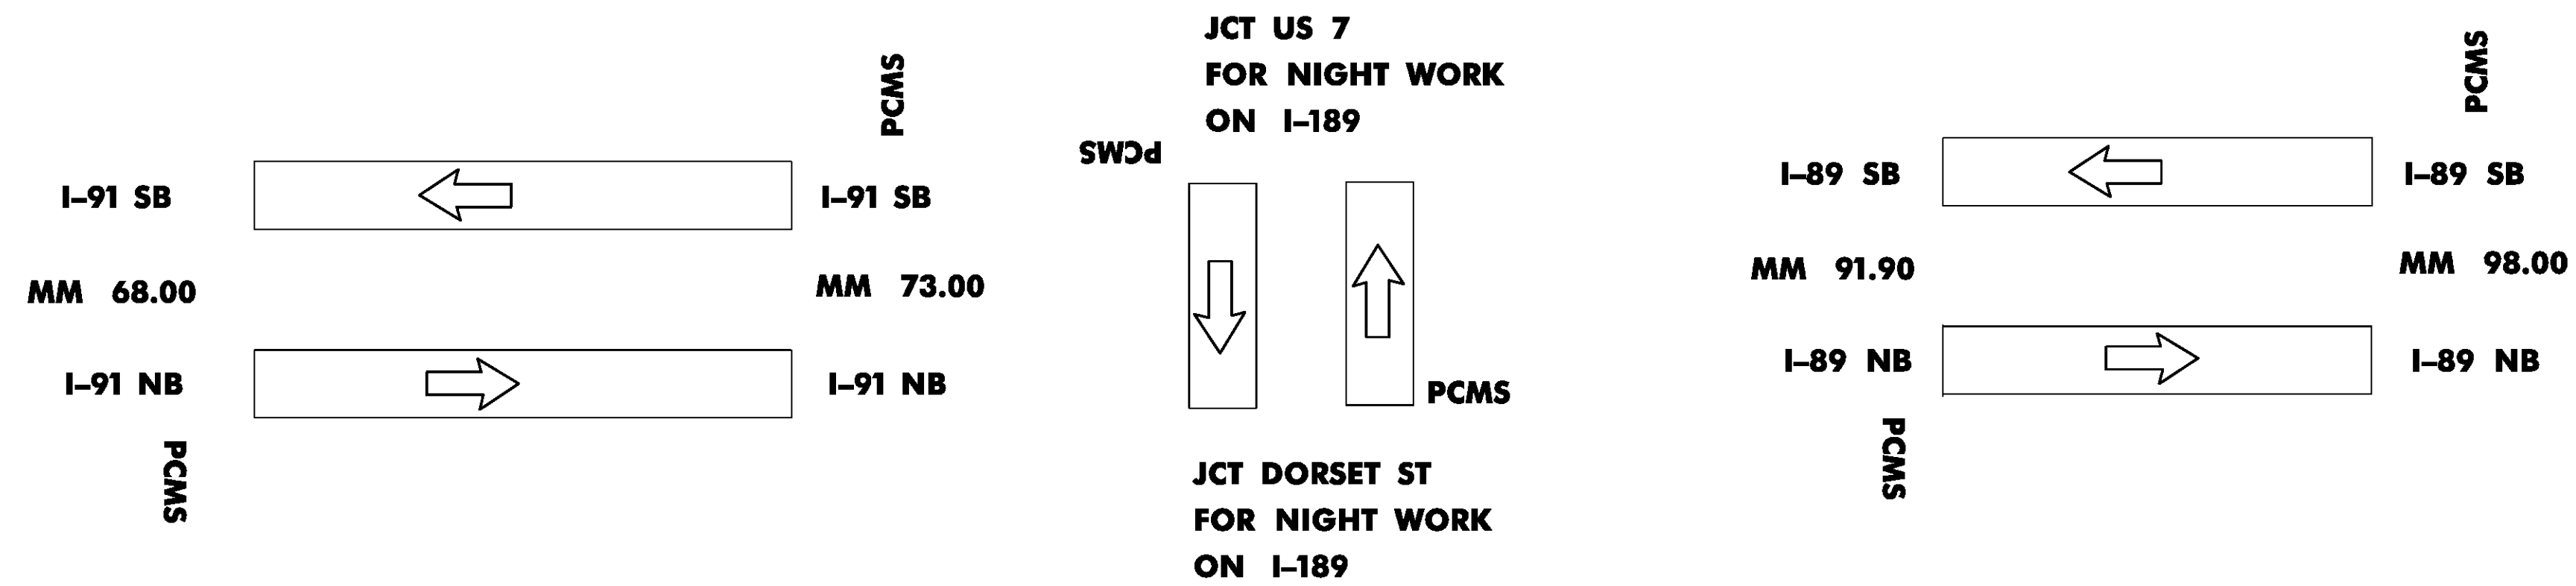 PCMS
I–91 SB
I–91 SB
MM 68.00
MM 73.00
I–91 NB
I–91 NB
PCMS
JCT US 7
FOR NIGHT WORK
ON I–189
PCMS
PCMS
JCT DORSET ST
FOR NIGHT WORK
ON I–189
PCMS
I–89 SB
I–89 SB
MM 91.90
MM 98.00
I–89 NB
I–89 NB
PCMS